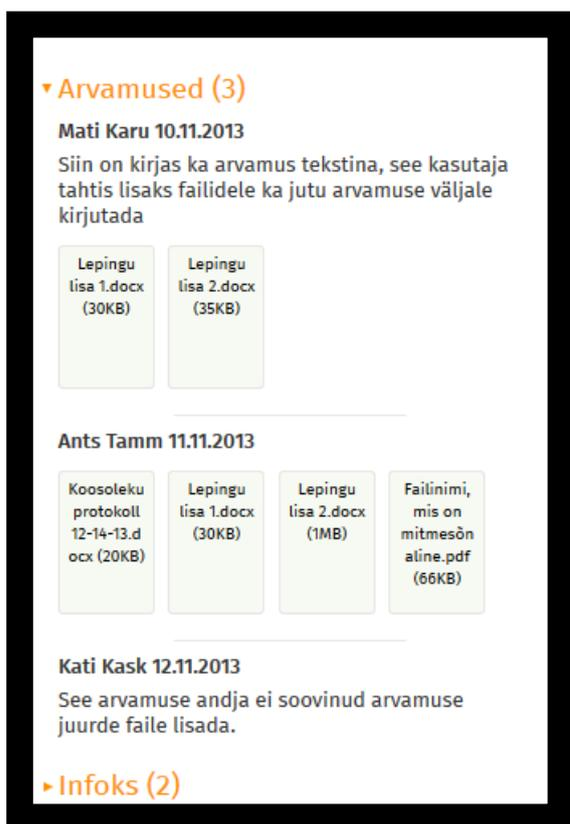 Arvamused (3)
Mati Karu 10.11.2013
Siin on kirjas ka arvamus tekstina, see kasutaja
tahtis lisaks failidele ka jutu arvamuse väljale
kirjutada
Lepingu
lisa 1.docx
(30KB)
Lepingu
lisa 2.docx
(35KB)
Ants Tamm 11.11.2013
Koosoleku
protokoll
12-14-13.d
ocx (20KB)
Lepingu
lisa 1.docx
(30KB)
Lepingu
lisa 2.docx
(1MB)
Failinimi,
mis on
mitmesõn
aline.pdf
(66KB)
Kati Kask 12.11.2013
See arvamuse andja ei soovinud arvamuse
juurde faile lisada.
Infoks (2)